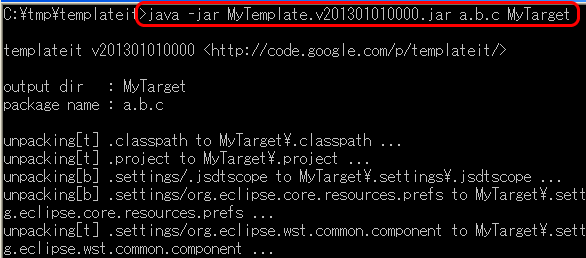 C:¥tmp¥templateit>java -jar MyTemplate.v201301010000.jar a.b.c MyTarget
templateit v201301010000 <http://code.google.com/p/templateit/>
output dir   : MyTarget
package name : a.b.c
unpacking[t] .classpath to MyTarget¥.classpath ...
unpacking[t] .project to MyTarget¥.project ...
unpacking[b] .settings/.jsdtscope to MyTarget¥.settings¥.jsdtscope ...
unpacking[b] .settings/org.eclipse.core.resources.prefs to MyTarget¥.sett
g.eclipse.core.resources.prefs ...
unpacking[t] .settings/org.eclipse.wst.common.component to MyTarget¥.sett
g.eclipse.wst.common.component ...